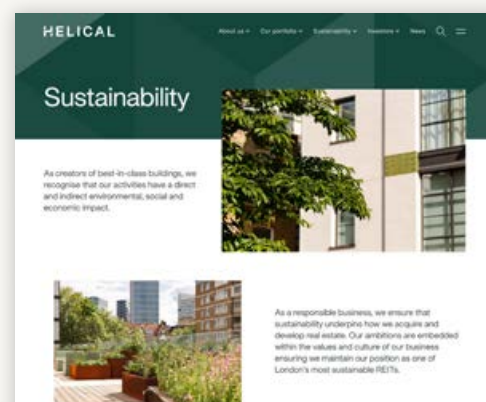 HELICAL
About us Our portfolio Sustainability Investors News
Sustainability
As creators of best-in-class buildings, we
recognise that our activities have a direct
and indirect environmental, social and
economic impact.
As a responsible business, we ensure that
sustainability underpins how we acquire and
develop real estate. Our ambitions are embedded
within the values and culture of our business
ensuring we maintain our position as one of
London's most sustainable REITs.